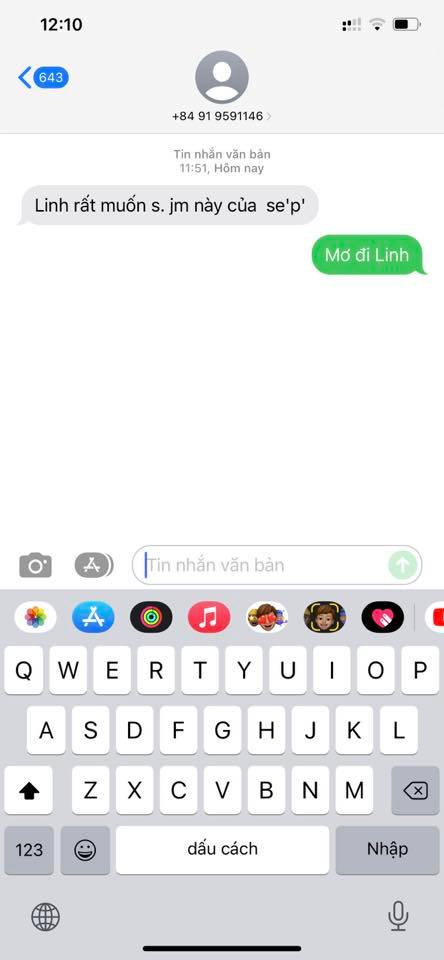 12:10
643
+84 91 9591146
Tin nhắn văn bản
11:51, Hôm nay
Linh rất muốn s. jm này của  se'p'
Mơ đi Linh
Tin nhắn văn bản
Q W E R T Y U I O P
A S D F G H J K L
Z X C V B N M
123 dấu cách Nhập